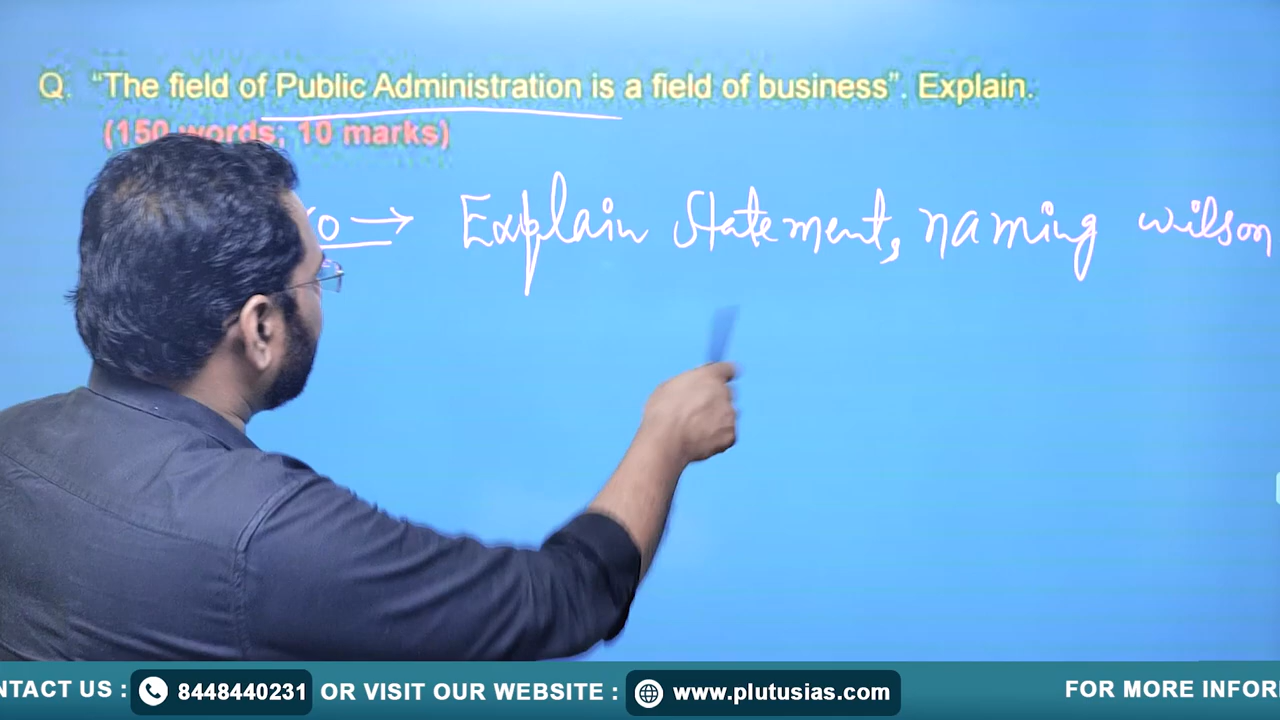 Q. “The field of Public Administration is a field of business”. Explain.
(150 words; 10 marks)
Explain Statement, naming wilson
NTACT US : 8448440231 OR VISIT OUR WEBSITE : www.plutusias.com FOR MORE INFOR